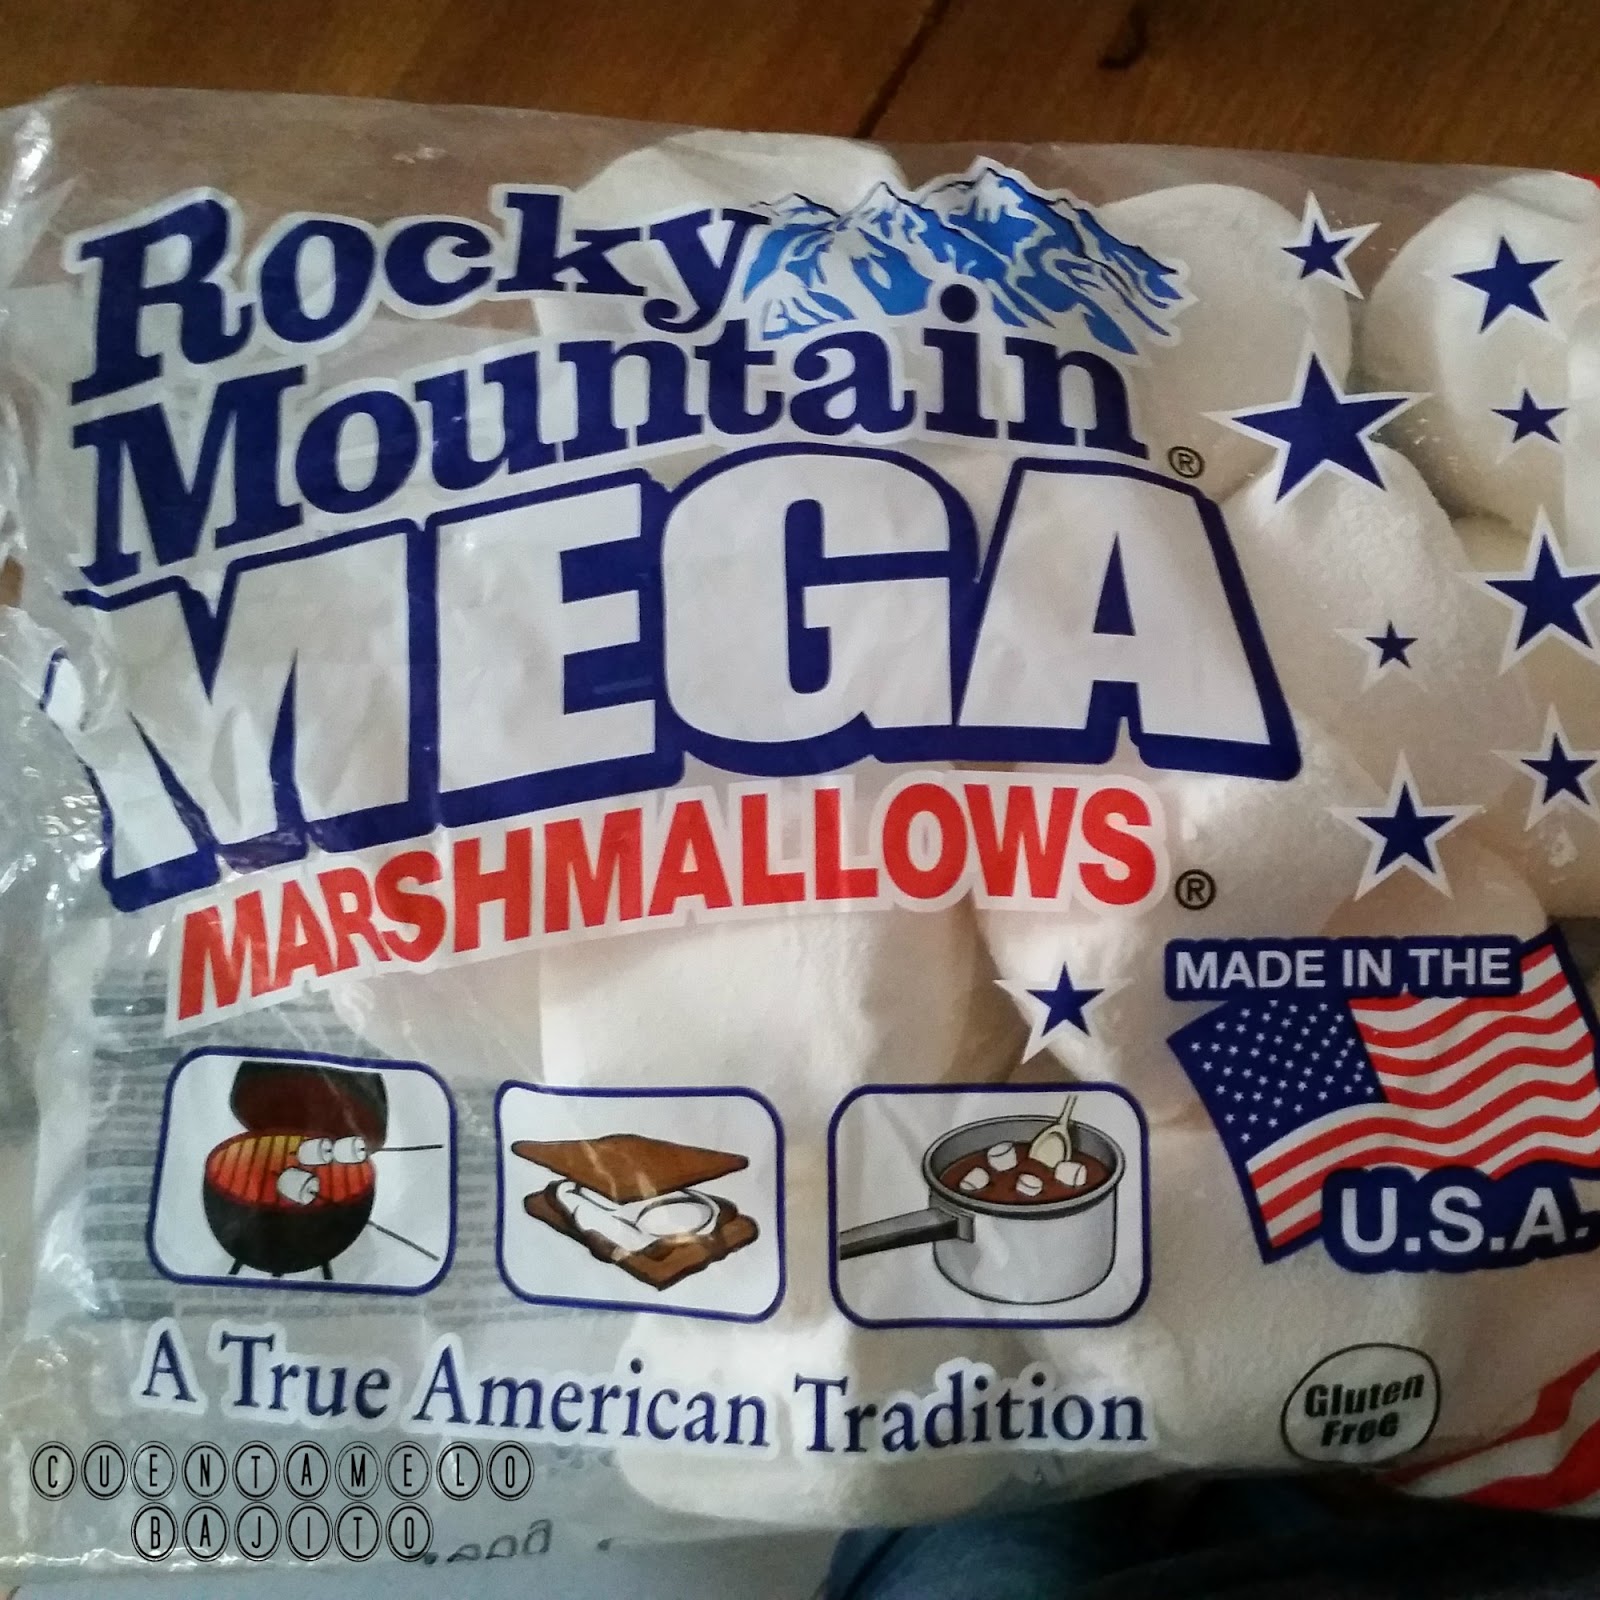 Rocky
Mountain®
MEGA
MARSHMALLOWS®
MADE IN THE
U.S.A.
A True American Tradition
Gluten
Free
CUENTAMELO
BAJITO